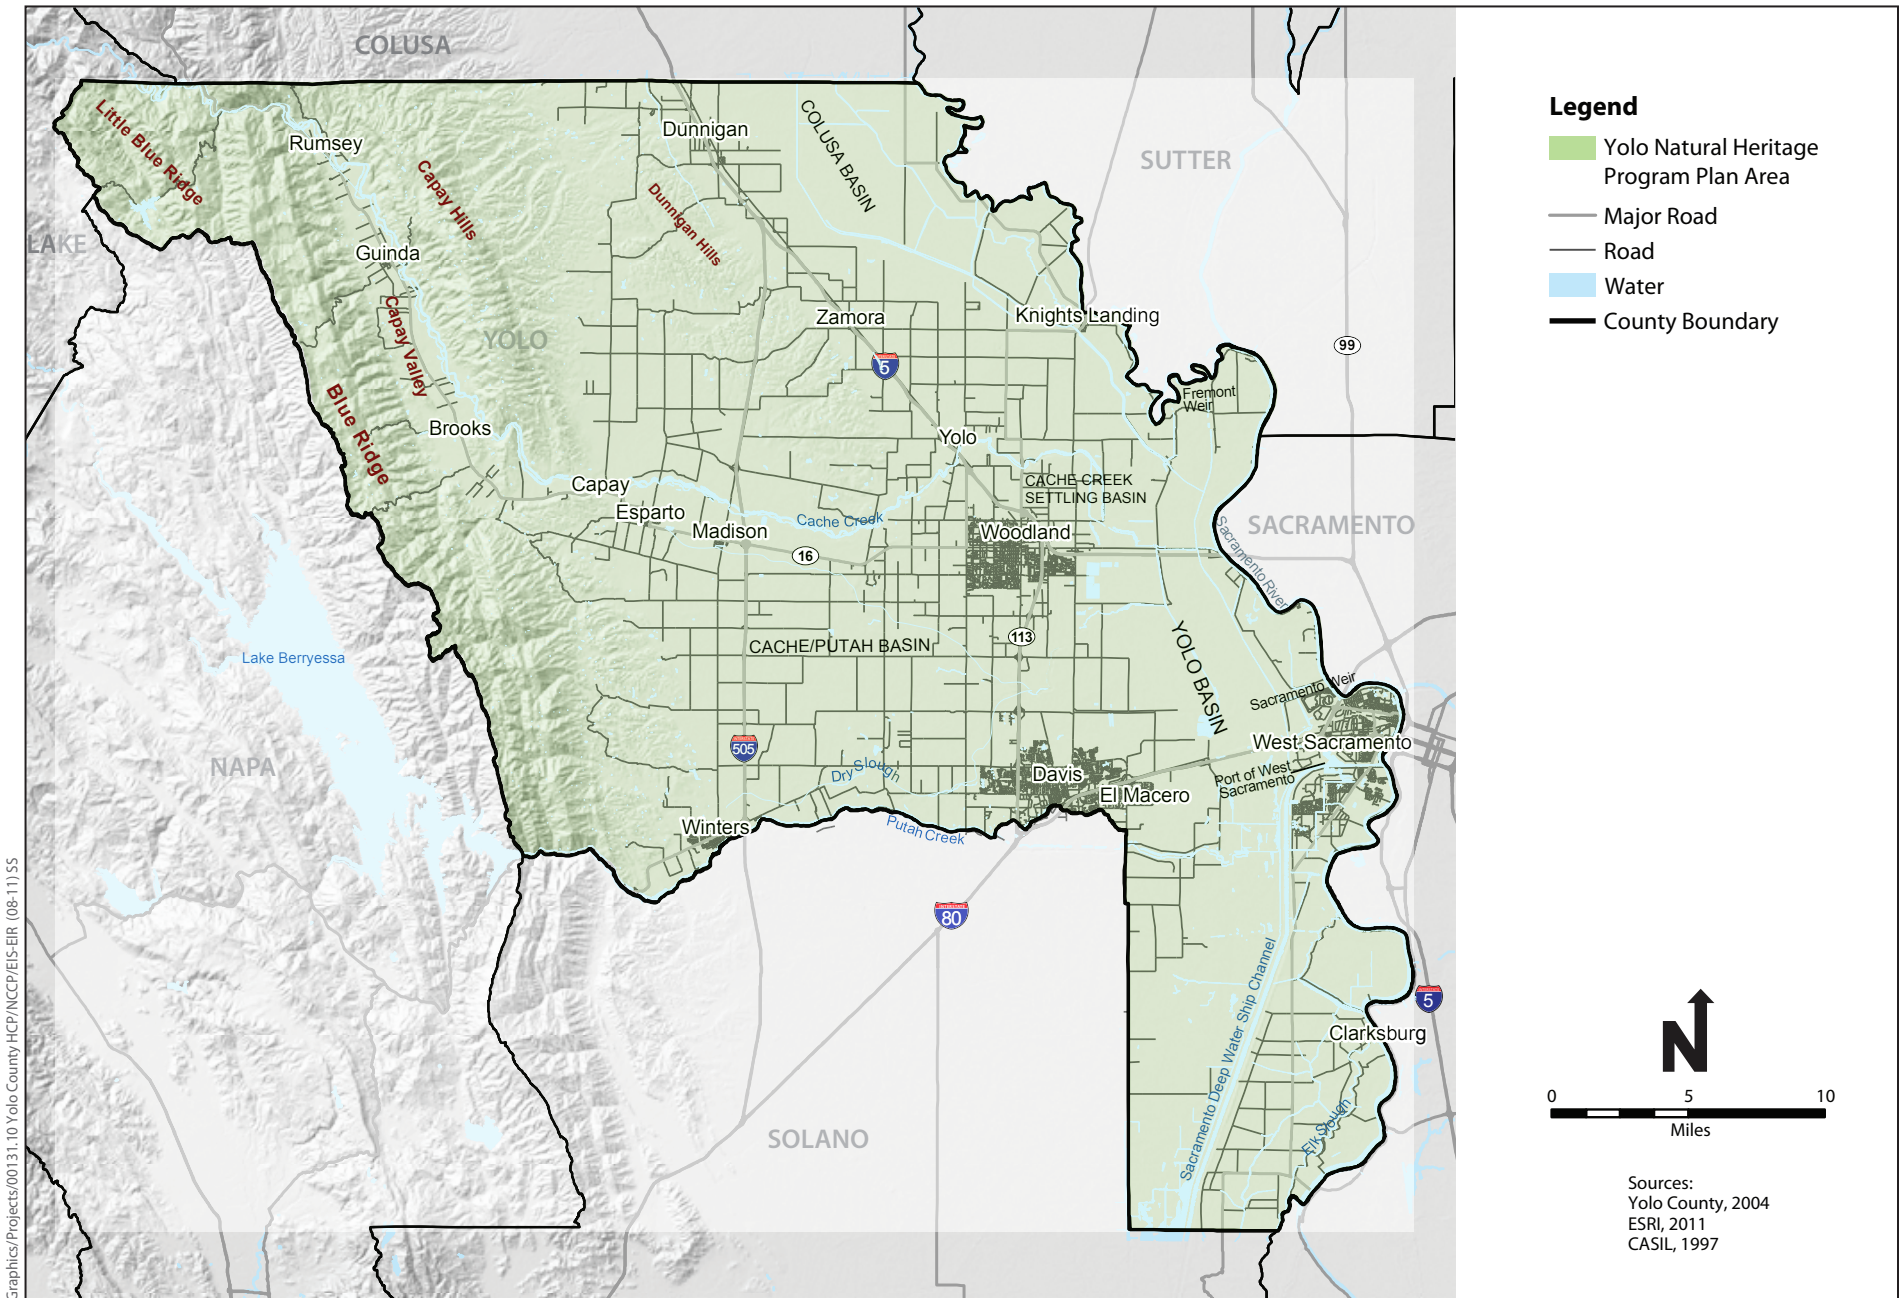 COLUSA
Little Blue Ridge
Rumsey
Capay Hills
Dunnigan
COLUSA BASIN
SUTTER
LAKE
Guinda
Dunnigan Hills
Capay Valley
YOLO
Zamora
Knights Landing
5
99
Blue Ridge
Fremont
Weir
Brooks
Yolo
Capay
CACHE CREEK
SETTLING BASIN
Esparto
Madison
Cache Creek
Woodland
Sacramento River
SACRAMENTO
16
113
CACHE/PUTAH BASIN
YOLO BASIN
Lake Berryessa
Sacramento Weir
505
West Sacramento
NAPA
Dry Slough
Davis
Port of West
Sacramento
El Macero
Winters
Putah Creek
80
Sacramento Deep Water Ship Channel
5
Clarksburg
Elk Slough
SOLANO
Legend
Yolo Natural Heritage
Program Plan Area
Major Road
Road
Water
County Boundary
N
0 5 10
Miles
Sources:
Yolo County, 2004
ESRI, 2011
CASIL, 1997
Graphics/Projects/00131.10 Yolo County HCP/NCCP/EIS-EIR (08-11) SS